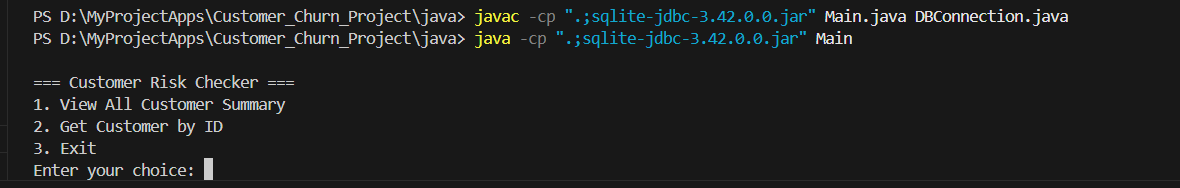 PS D:\MyProjectApps\Customer_Churn_Project\java> javac -cp ".;sqlite-jdbc-3.42.0.0.jar" Main.java DBConnection.java
PS D:\MyProjectApps\Customer_Churn_Project\java> java -cp ".;sqlite-jdbc-3.42.0.0.jar" Main
=== Customer Risk Checker ===
1. View All Customer Summary
2. Get Customer by ID
3. Exit
Enter your choice: